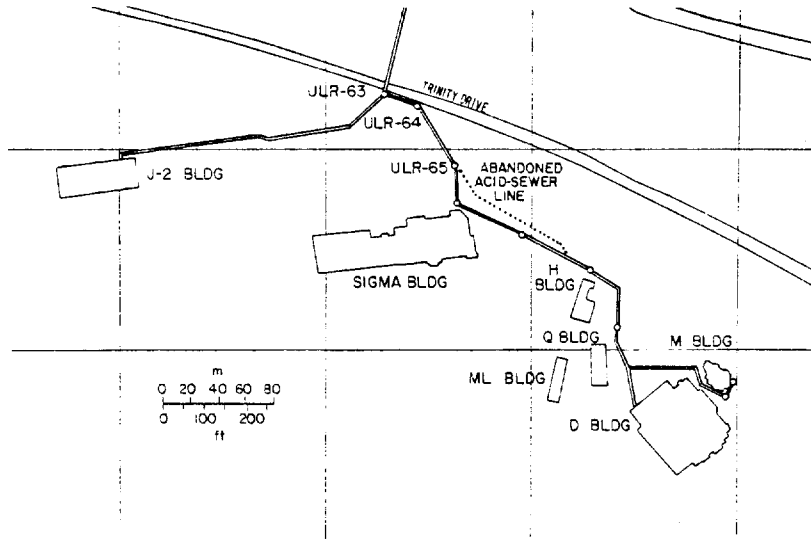 TRINITY DRIVE
ULR-63
ULR-64
ULR-65
ABANDONED
ACID-SEWER
LINE
J-2 BLDG
SIGMA BLDG
H
BLDG
Q BLDG
M BLDG
ML BLDG
D BLDG
m
0 20 40 60 80
0 100 200
ft